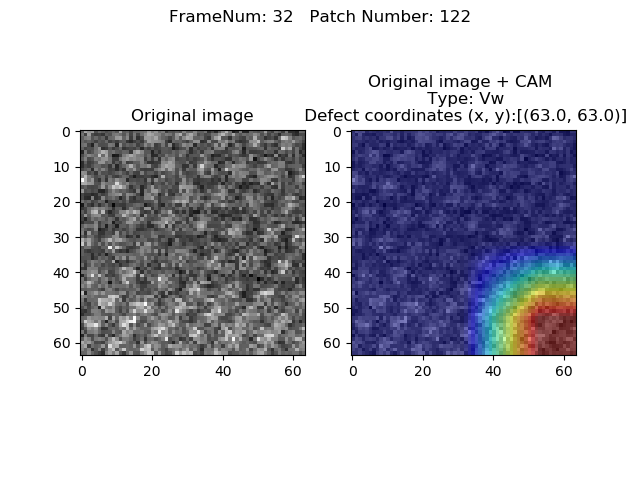 FrameNum: 32   Patch Number: 122
Original image
0
10
20
30
40
50
60
0 20 40 60
Original image + CAM
Type: Vw
Defect coordinates (x, y):[(63.0, 63.0)]
0
10
20
30
40
50
60
0 20 40 60